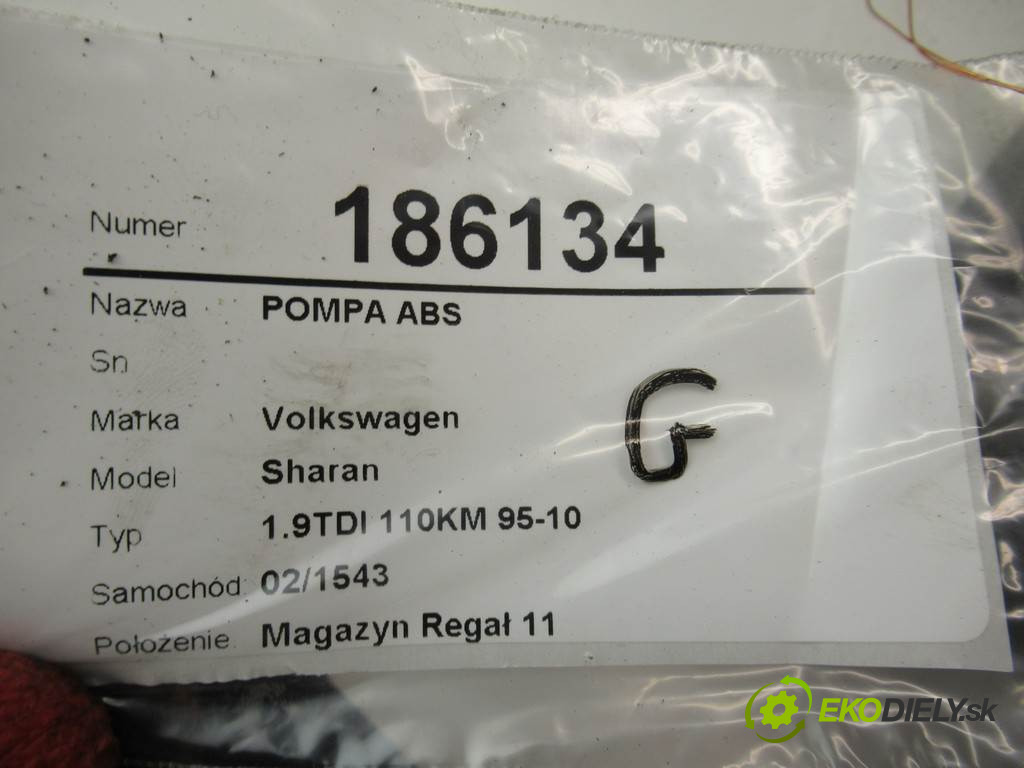 Numer 186134
Nazwa POMPA ABS
Sn
Marka Volkswagen
Model Sharan
Typ 1.9TDI 110KM 95-10
Samochód: 02/1543
Położenie: Magazyn Regał 11
G
EKODIELY.sk